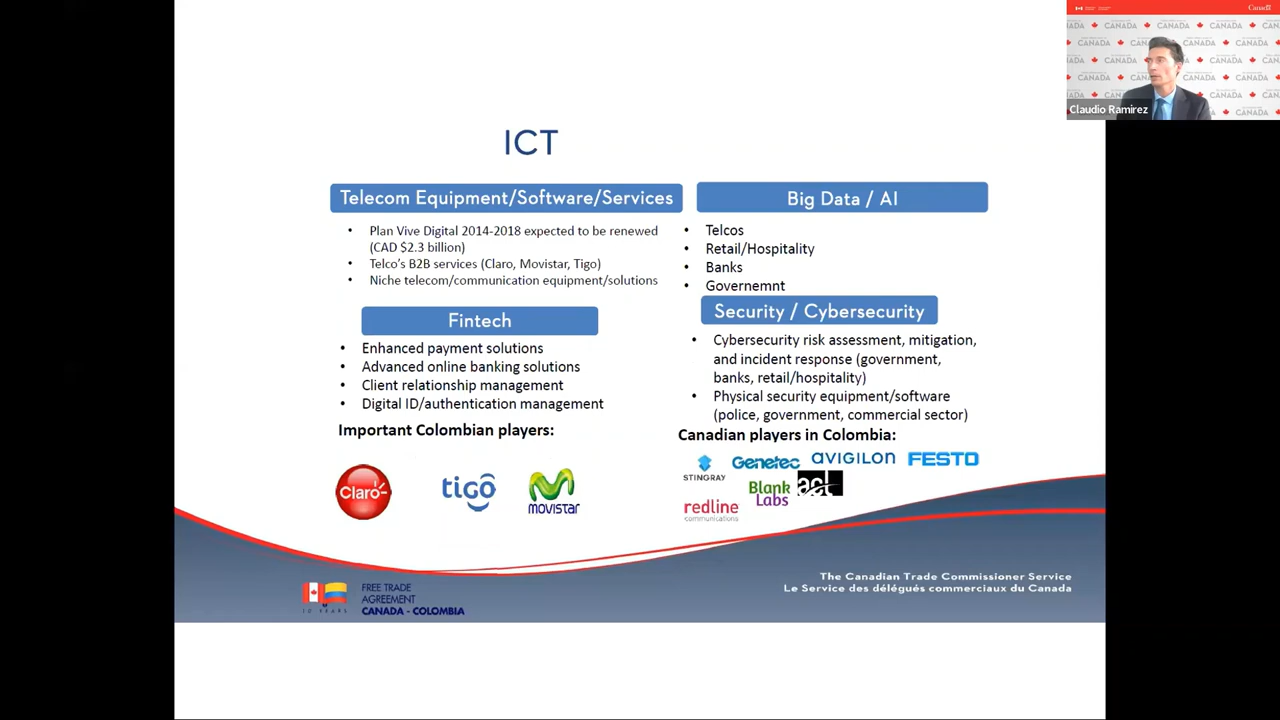 Canada
CANADA
Claudio Ramirez
ICT
Telecom Equipment/Software/Services
• Plan Vive Digital 2014-2018 expected to be renewed
(CAD $2.3 billion)
• Telco's B2B services (Claro, Movistar, Tigo)
• Niche telecom/communication equipment/solutions
Big Data / AI
• Telcos
• Retail/Hospitality
• Banks
• Governemnt
Fintech
• Enhanced payment solutions
• Advanced online banking solutions
• Client relationship management
• Digital ID/authentication management
Security / Cybersecurity
• Cybersecurity risk assessment, mitigation,
and incident response (government,
banks, retail/hospitality)
• Physical security equipment/software
(police, government, commercial sector)
Important Colombian players:
Claro
tigo
movistar
Canadian players in Colombia:
STINGRAY
Genetec
avigilon
FESTO
Blank
Labs
redline
communications
10 YEARS
FREE TRADE
AGREEMENT
CANADA - COLOMBIA
The Canadian Trade Commissioner Service
Le Service des délégués commerciaux du Canada